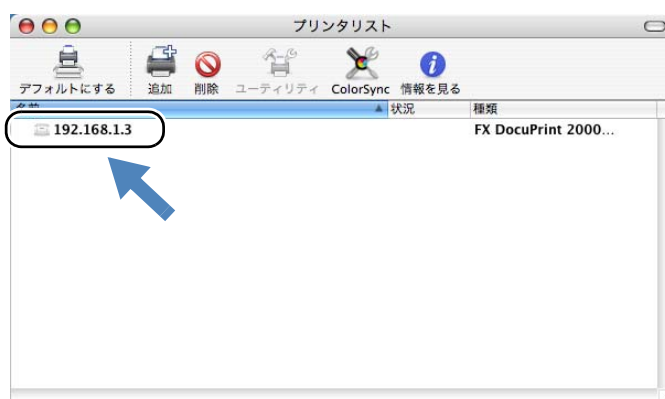 プリンタリスト
デフォルトにする 追加 削除 ユーティリティ ColorSync 情報を見る
名前 状況 種類
192.168.1.3 FX DocuPrint 2000...